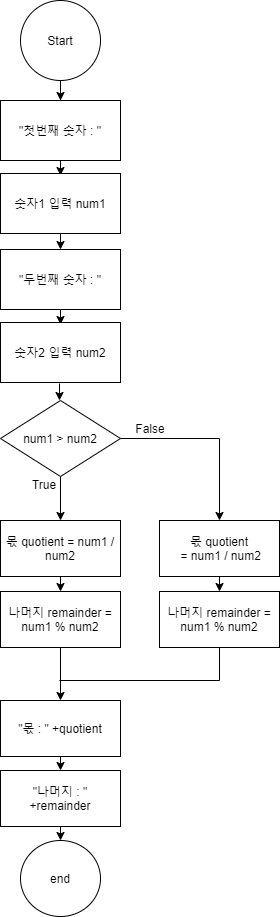 Start
"첫번째 숫자 : "
숫자1 입력 num1
"두번째 숫자 : "
숫자2 입력 num2
num1 > num2
False
True
몫 quotient = num1 /
num2
몫 quotient
= num1 / num2
나머지 remainder =
num1 % num2
나머지 remainder =
num1 % num2
"몫 : " +quotient
"나머지 : "
+remainder
end